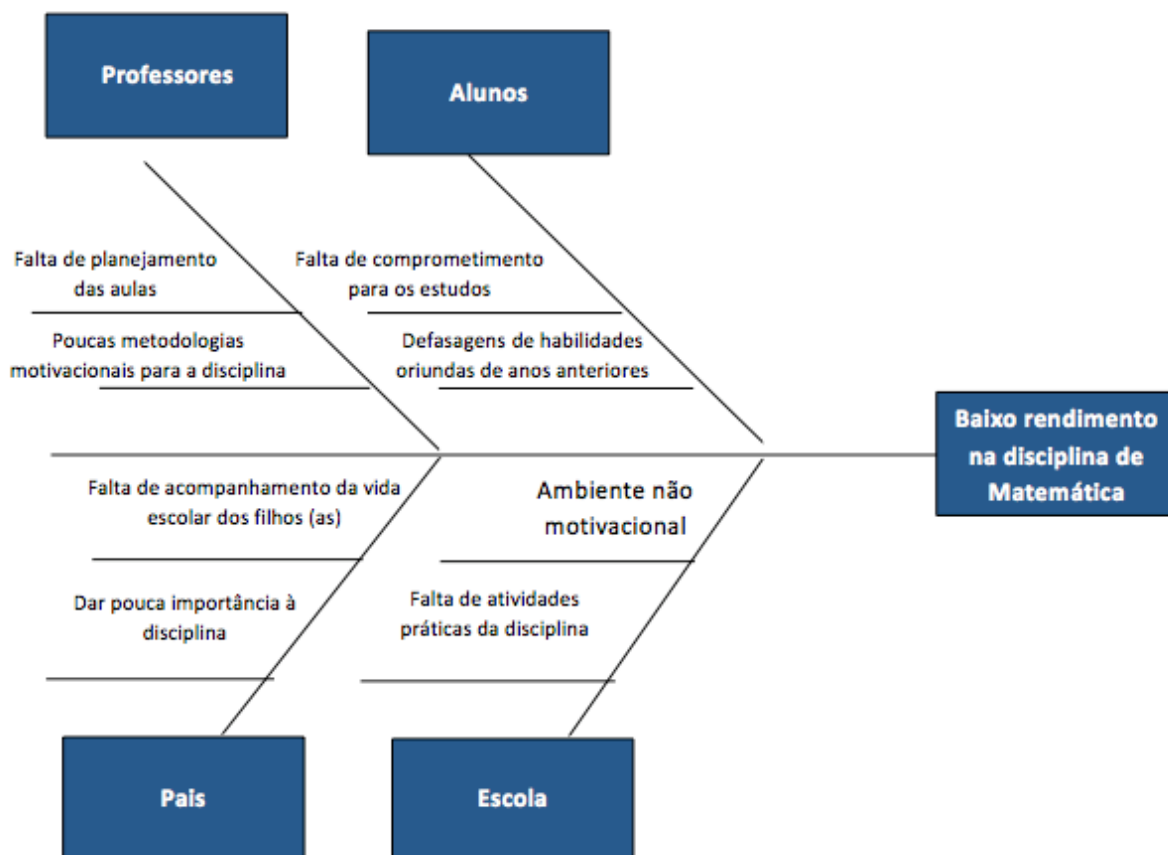 Professores
Alunos
Falta de planejamento
das aulas
Falta de comprometimento
para os estudos
Poucas metodologias
motivacionais para a disciplina
Defasagens de habilidades
oriundas de anos anteriores
Baixo rendimento
na disciplina de
Matemática
Falta de acompanhamento da vida
escolar dos filhos (as)
Ambiente não
motivacional
Dar pouca importância à
disciplina
Falta de atividades
práticas da disciplina
Pais
Escola